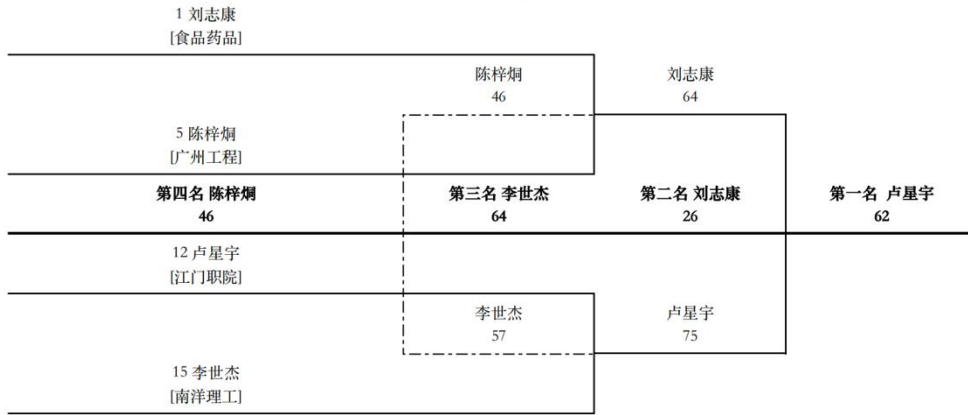 1 刘志康
[食品药品]
陈梓烔
刘志康
46
64
5 陈梓烔
[广州工程]
第四名 陈梓烔
第三名 李世杰
第二名 刘志康
第一名 卢星宇
46
64
26
62
12 卢星宇
[江门职院]
李世杰
卢星宇
57
75
15 李世杰
[南洋理工]